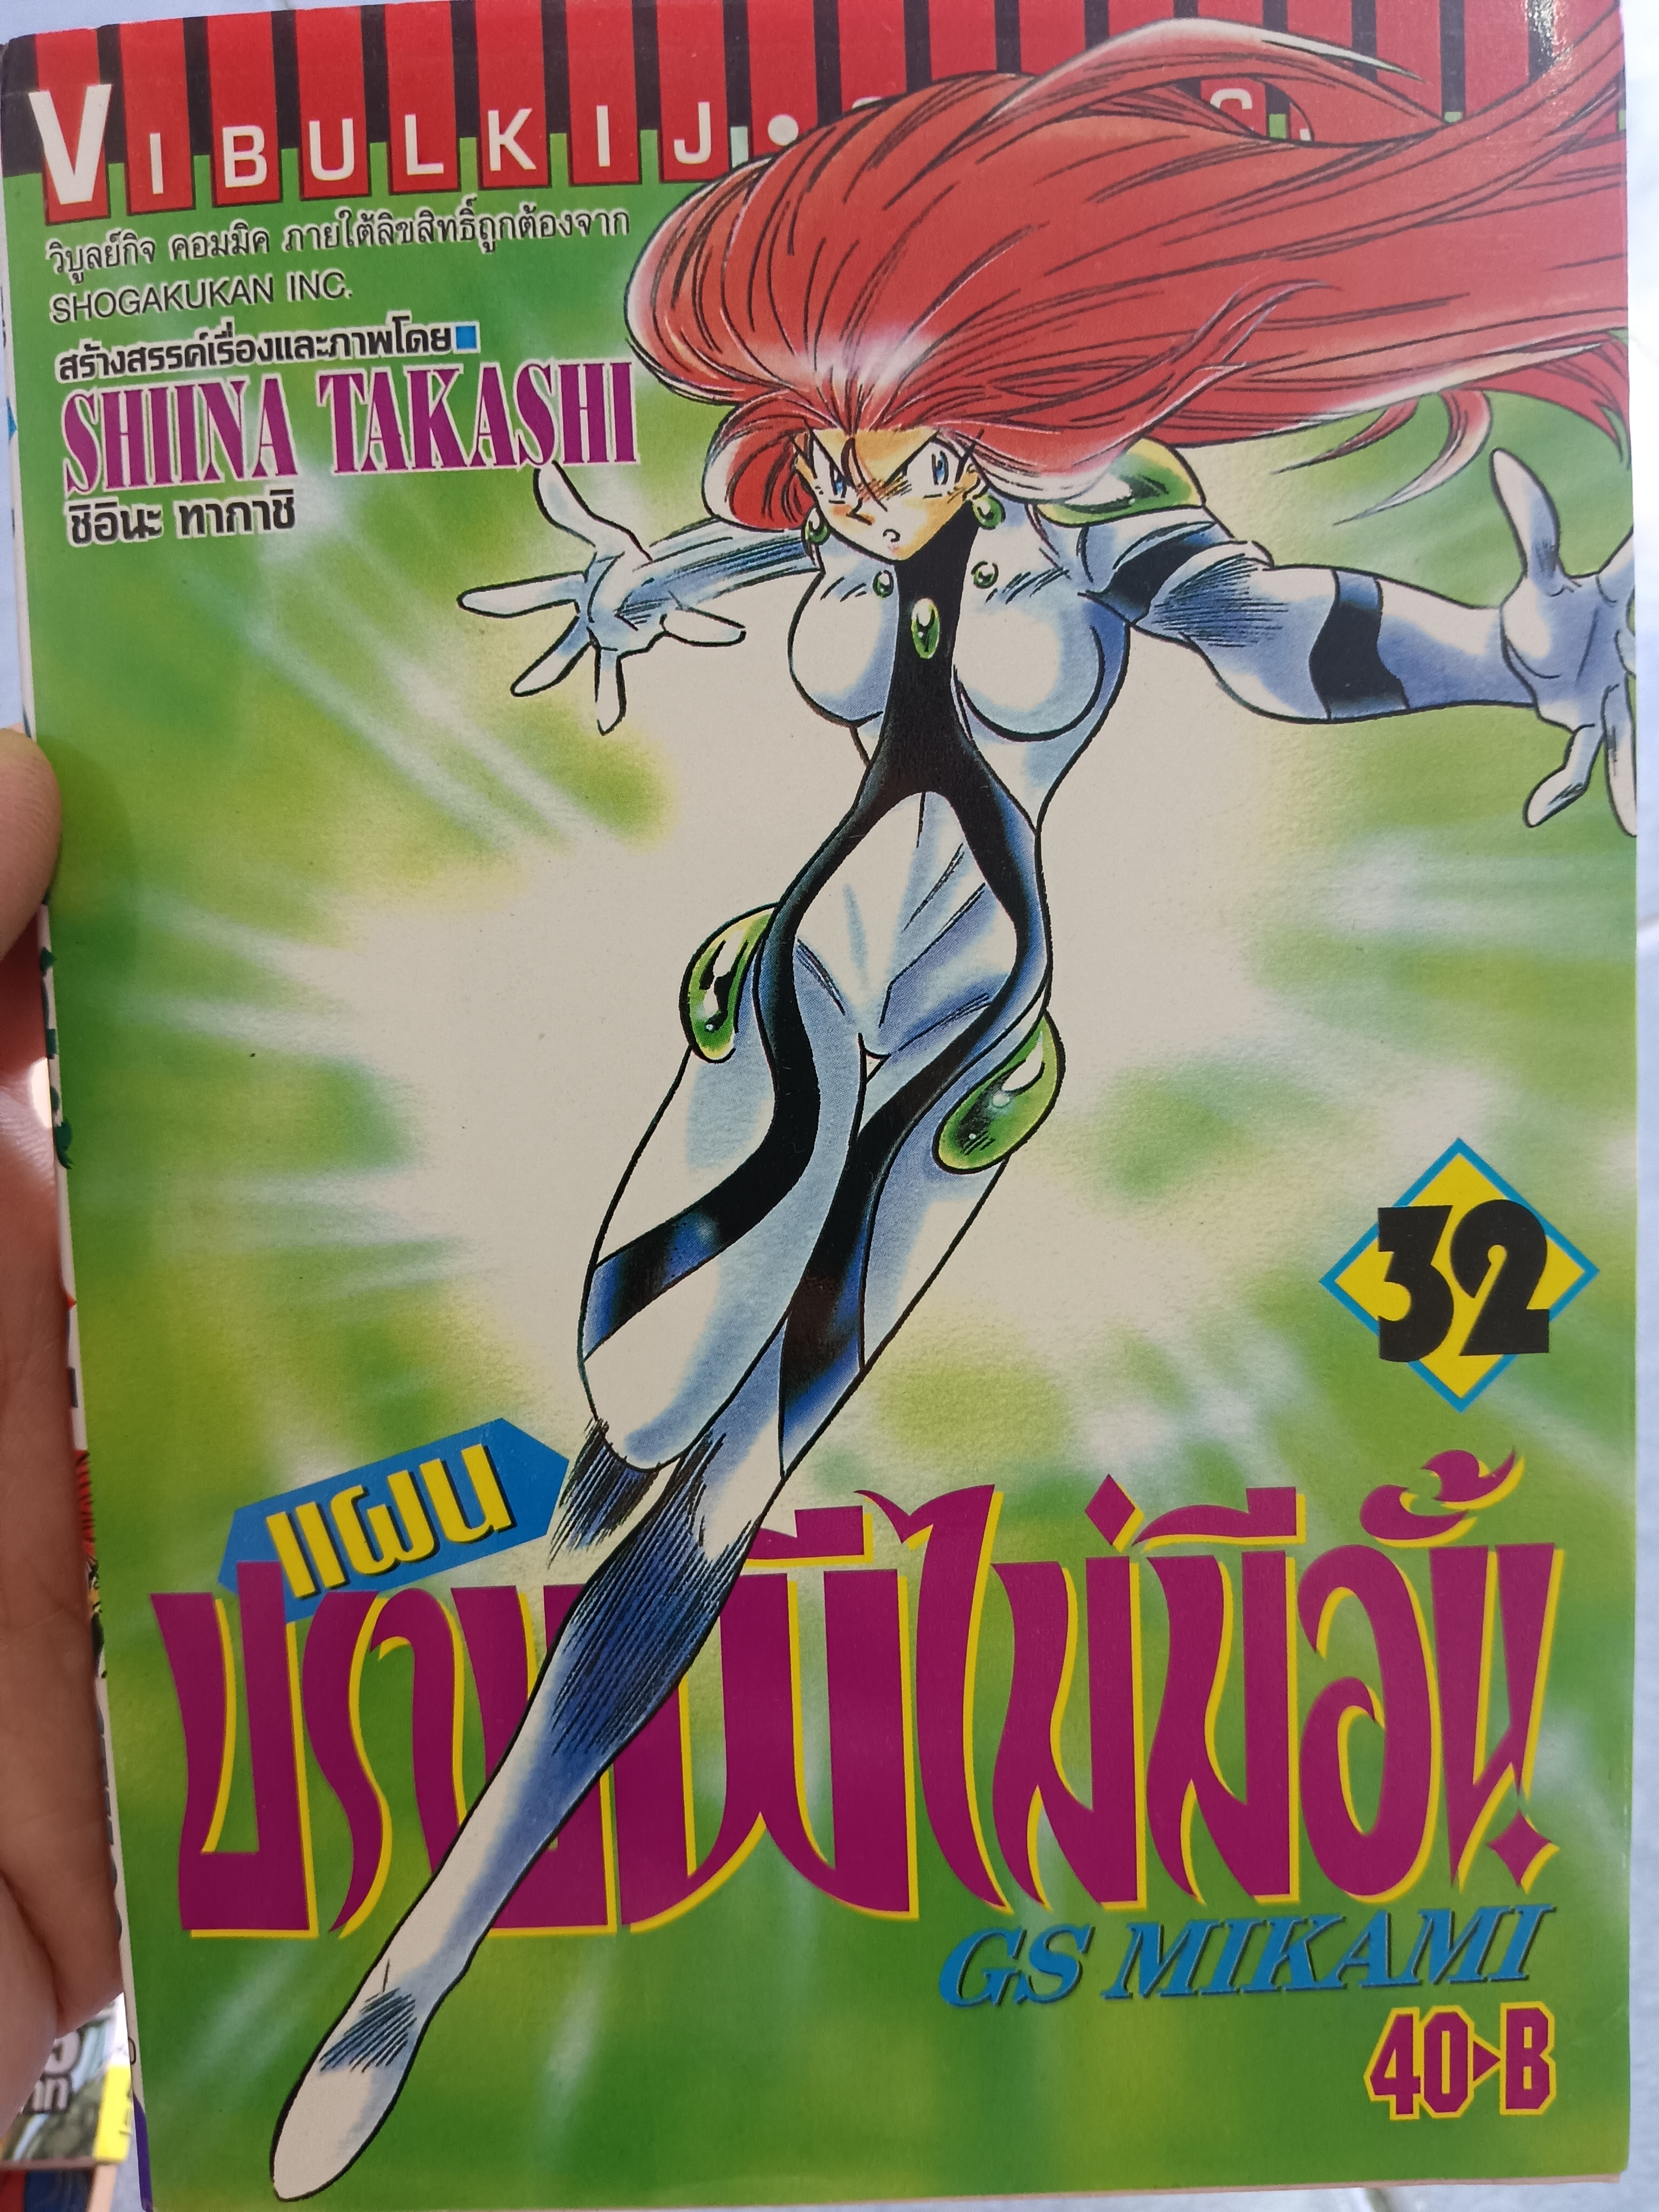 VIBULKIJ•
วิบูลย์กิจ คอมมิค ภายใต้ลิขสิทธิ์ถูกต้องจาก
SHOGAKUKAN INC.
สร้างสรรค์เรื่องและภาพโดย
SHIINA TAKASHI
ชิอินะ ทากาชิ
32
แผน
ปราบผีไม่มีอั้น!
GS MIKAMI
40▸B